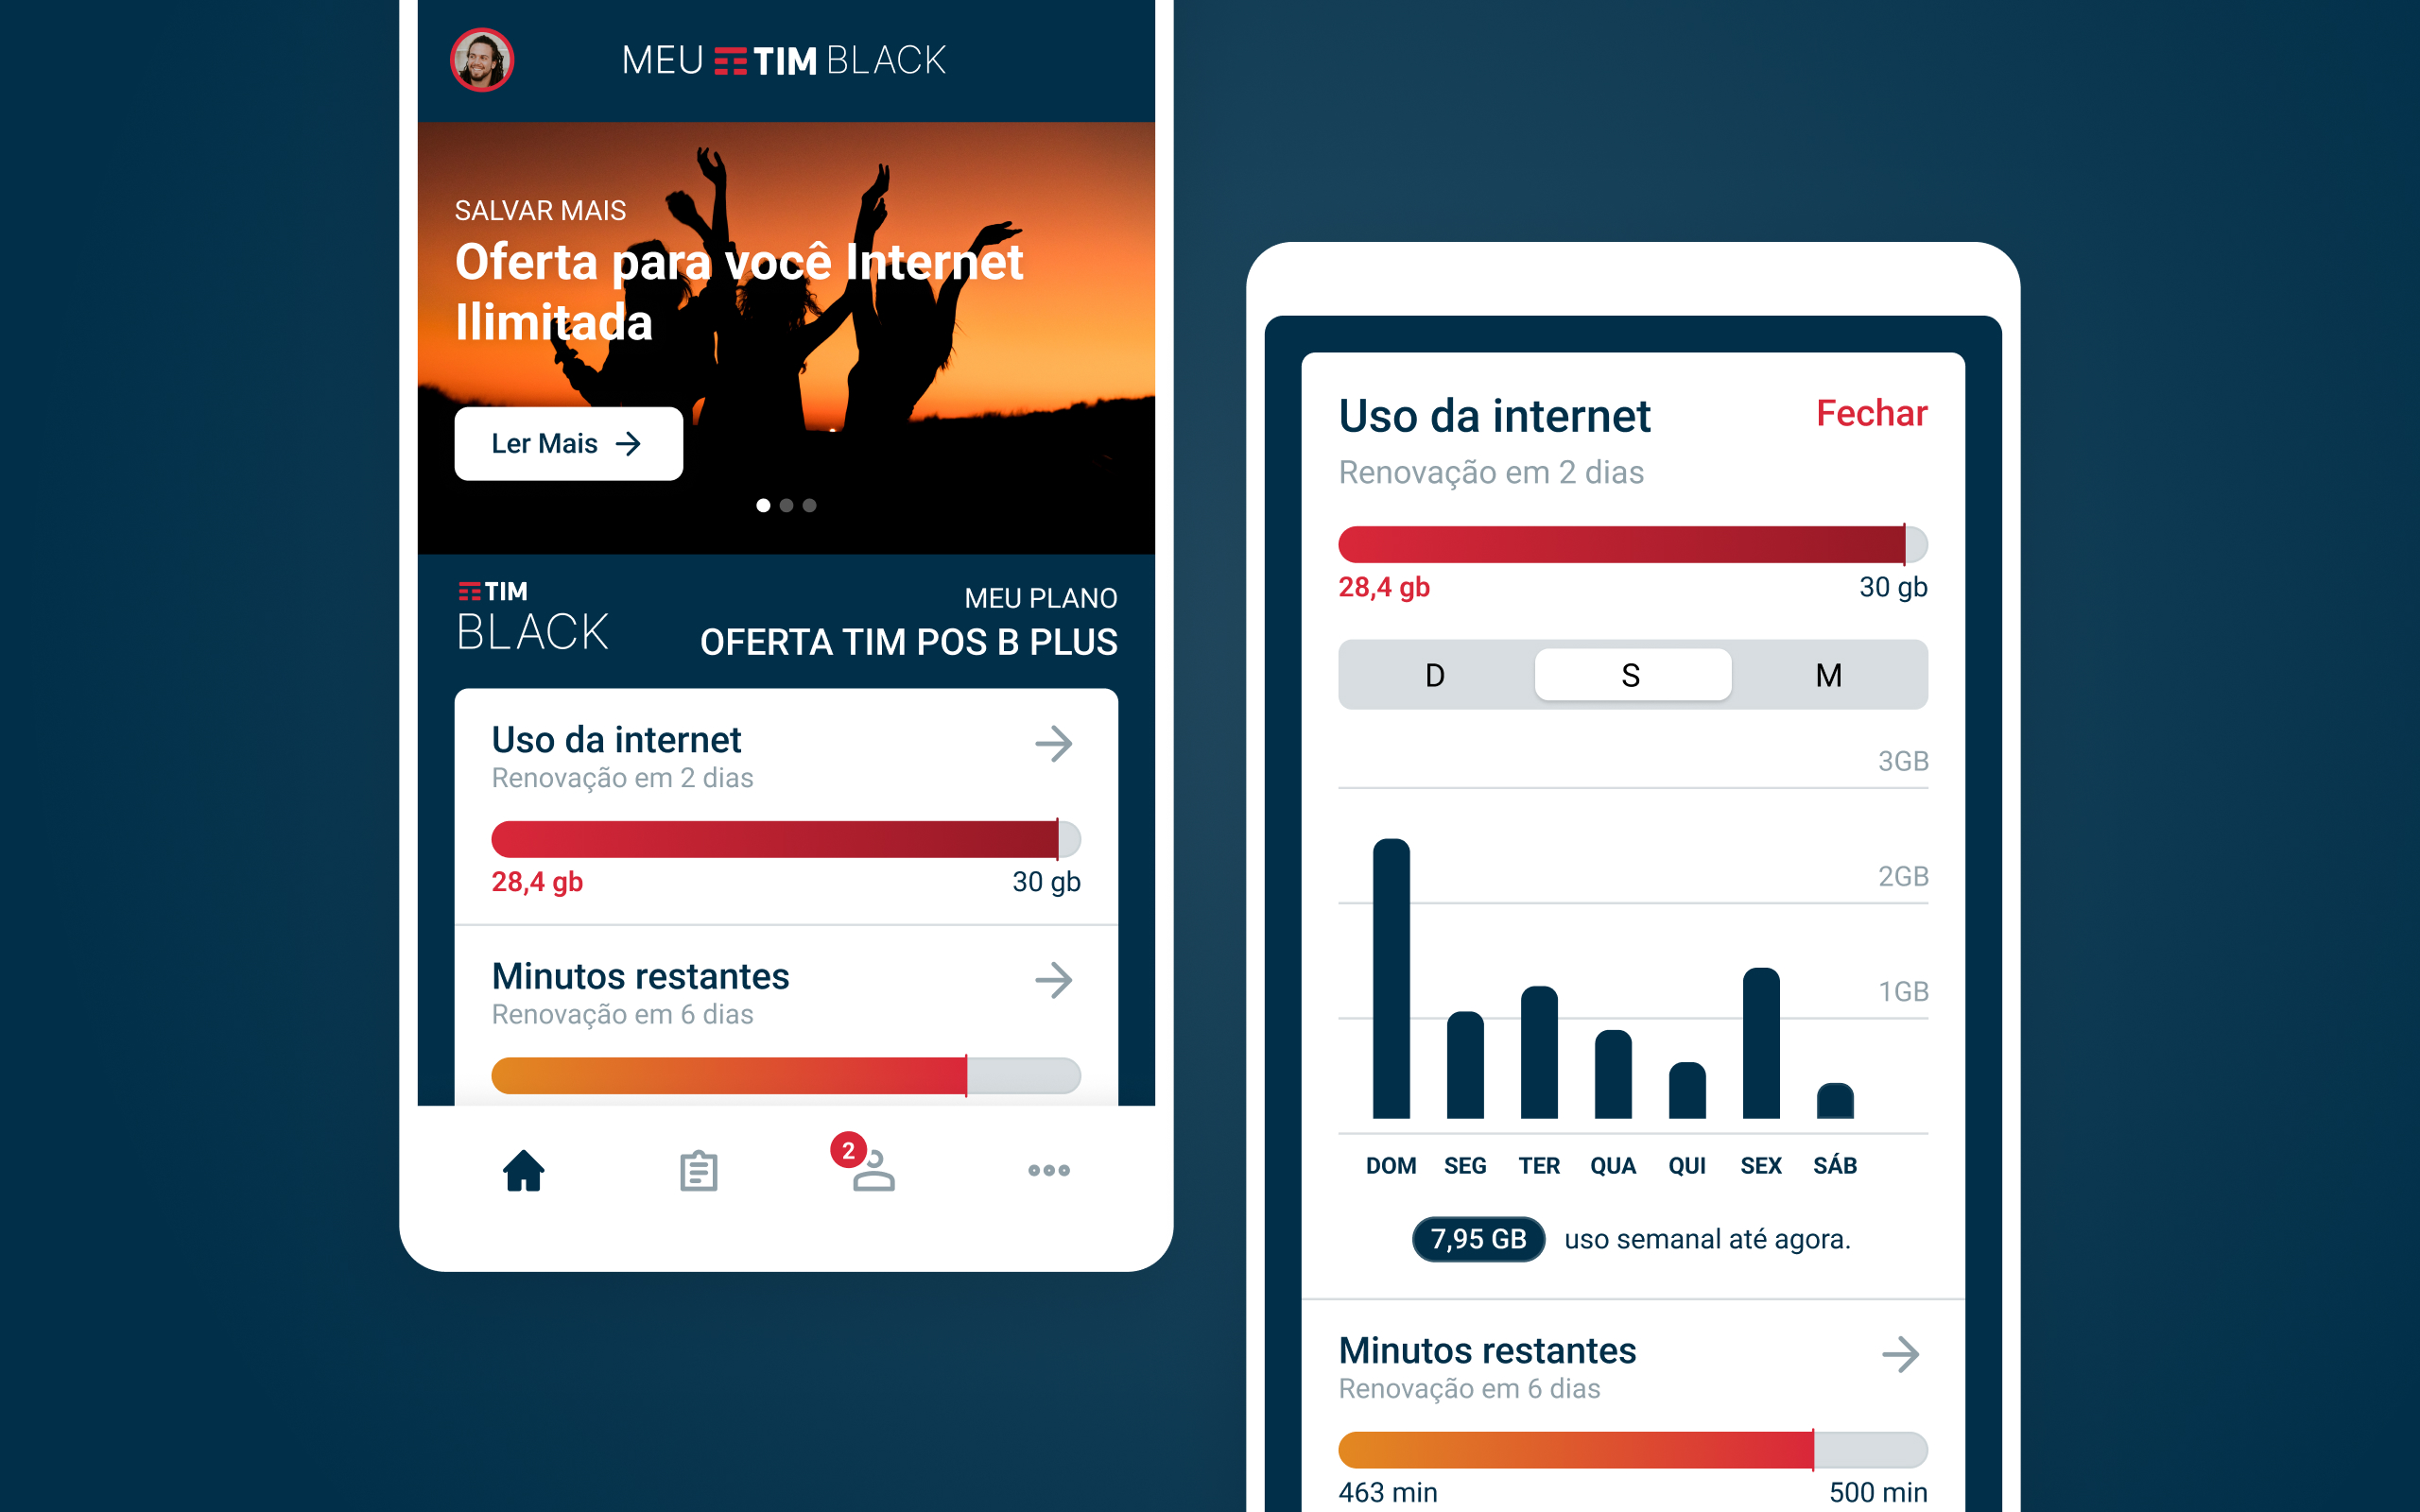 MEU TIM BLACK
SALVAR MAIS
Oferta para você Internet
Ilimitada
Ler Mais
TIM
BLACK
MEU PLANO
OFERTA TIM POS B PLUS
Uso da internet
Renovação em 2 dias
28,4 gb
30 gb
Minutos restantes
Renovação em 6 dias
2
Uso da internet
Fechar
Renovação em 2 dias
28,4 gb
30 gb
D
S
M
3GB
2GB
1GB
DOM SEG TER QUA QUI SEX SÁB
7,95 GB uso semanal até agora.
Minutos restantes
Renovação em 6 dias
463 min
500 min